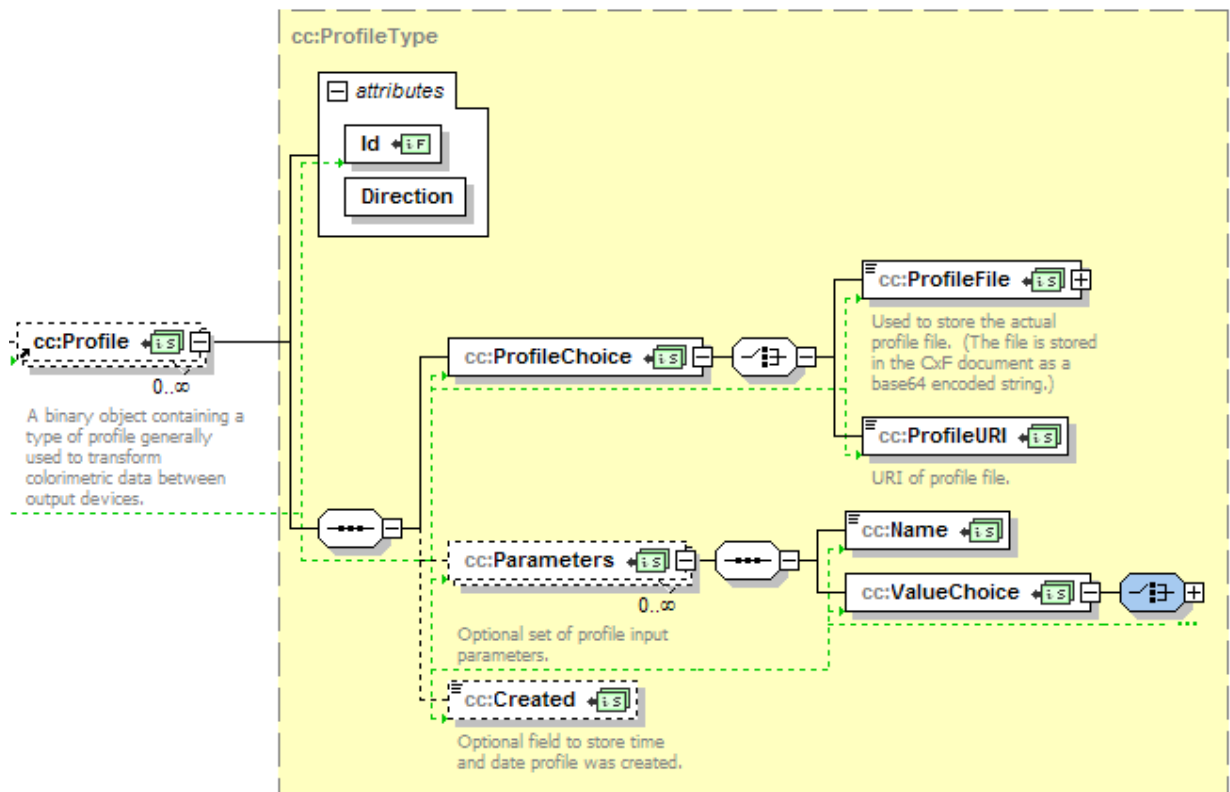 cc:ProfileType
attributes
Id
Direction
cc:Profile
0..∞
A binary object containing a
type of profile generally
used to transform
colorimetric data between
output devices.
cc:ProfileChoice
cc:ProfileFile
Used to store the actual
profile file. (The file is stored
in the CxF document as a
base64 encoded string.)
cc:ProfileURI
URI of profile file.
cc:Parameters
0..∞
Optional set of profile input
parameters.
cc:Name
cc:ValueChoice
cc:Created
Optional field to store time
and date profile was created.